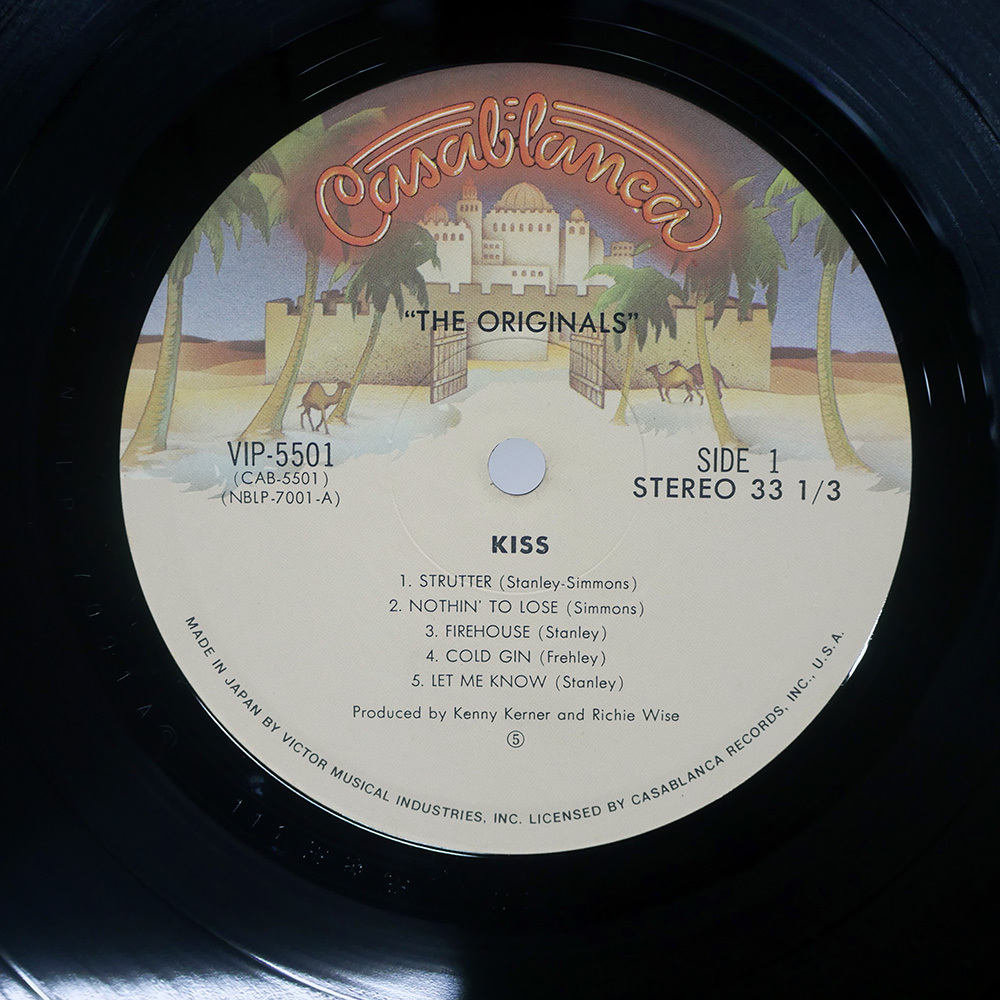 Casablanca
"THE ORIGINALS"
VIP-5501
(CAB-5501)
(NBLP-7001-A)
SIDE 1
STEREO 33 1/3
KISS
1. STRUTTER (Stanley-Simmons)
2. NOTHIN' TO LOSE (Simmons)
3. FIREHOUSE (Stanley)
4. COLD GIN (Frehley)
5. LET ME KNOW (Stanley)
Produced by Kenny Kerner and Richie Wise
⑤
MADE IN JAPAN BY VICTOR MUSICAL INDUSTRIES, INC. LICENSED BY CASABLANCA RECORDS, INC., U.S.A.